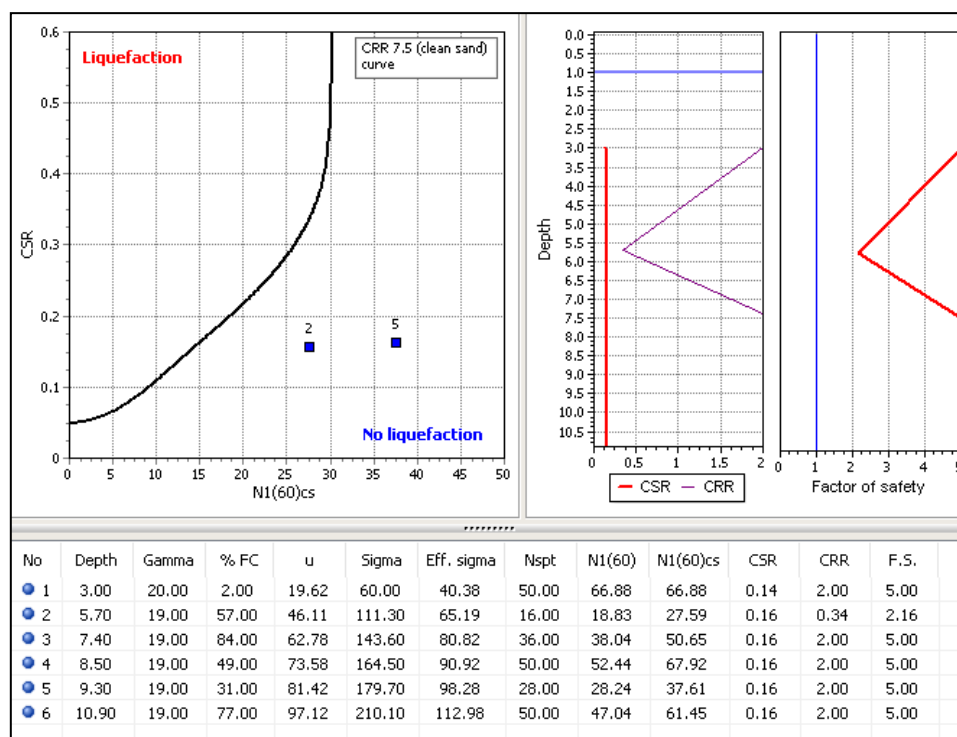 0.6
0.5
0.4
0.3
0.2
0.1
0
CSR
Liquefaction
CRR 7.5 (clean sand)
curve
2
5
No liquefaction
0 5 10 15 20 25 30 35 40 45 50
N1(60)cs
Depth
0.0
0.5
1.0
1.5
2.0
2.5
3.0
3.5
4.0
4.5
5.0
5.5
6.0
6.5
7.0
7.5
8.0
8.5
9.0
9.5
10.0
10.5
0 0.5 1 1.5 2
CSR CRR
0 1 2 3 4 5
Factor of safety
No Depth Gamma % FC u Sigma Eff. sigma Nspt N1(60) N1(60)cs CSR CRR F.S.
1 3.00 20.00 2.00 19.62 60.00 40.38 50.00 66.88 66.88 0.14 2.00 5.00
2 5.70 19.00 57.00 46.11 111.30 65.19 16.00 18.83 27.59 0.16 0.34 2.16
3 7.40 19.00 84.00 62.78 143.60 80.82 36.00 38.04 50.65 0.16 2.00 5.00
4 8.50 19.00 49.00 73.58 164.50 90.92 50.00 52.44 67.92 0.16 2.00 5.00
5 9.30 19.00 31.00 81.42 179.70 98.28 28.00 28.24 37.61 0.16 2.00 5.00
6 10.90 19.00 77.00 97.12 210.10 112.98 50.00 47.04 61.45 0.16 2.00 5.00